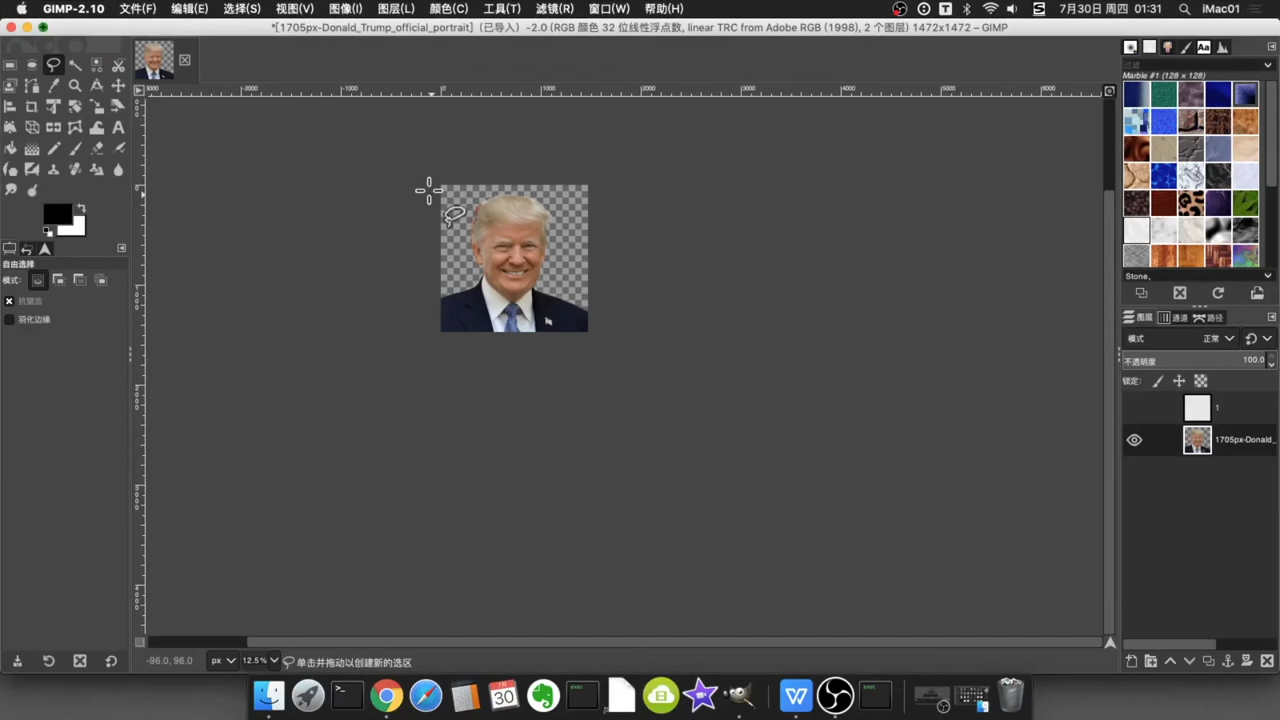 GIMP-2.10 文件(F) 编辑(E) 选择(S) 视图(V) 图像(I) 图层(L) 颜色(C) 工具(T) 滤镜(R) 窗口(W) 帮助(H) 7月30日 周四 01:31 iMac01
*[1705px-Donald_Trump_official_portrait] (已导入) -2.0 (RGB 颜色 32 位线性浮点数, linear TRC from Adobe RGB (1998), 2 个图层) 1472x1472 – GIMP
过滤
Marble #1 (128 × 128)
自由选择
模式:
抗锯齿
羽化边缘
Stone,
图层 通道 路径
模式 正常
不透明度 100.0
锁定:
1
1705px-Donald_
-96.0, 96.0 px 12.5% 单击并拖动以创建新的选区